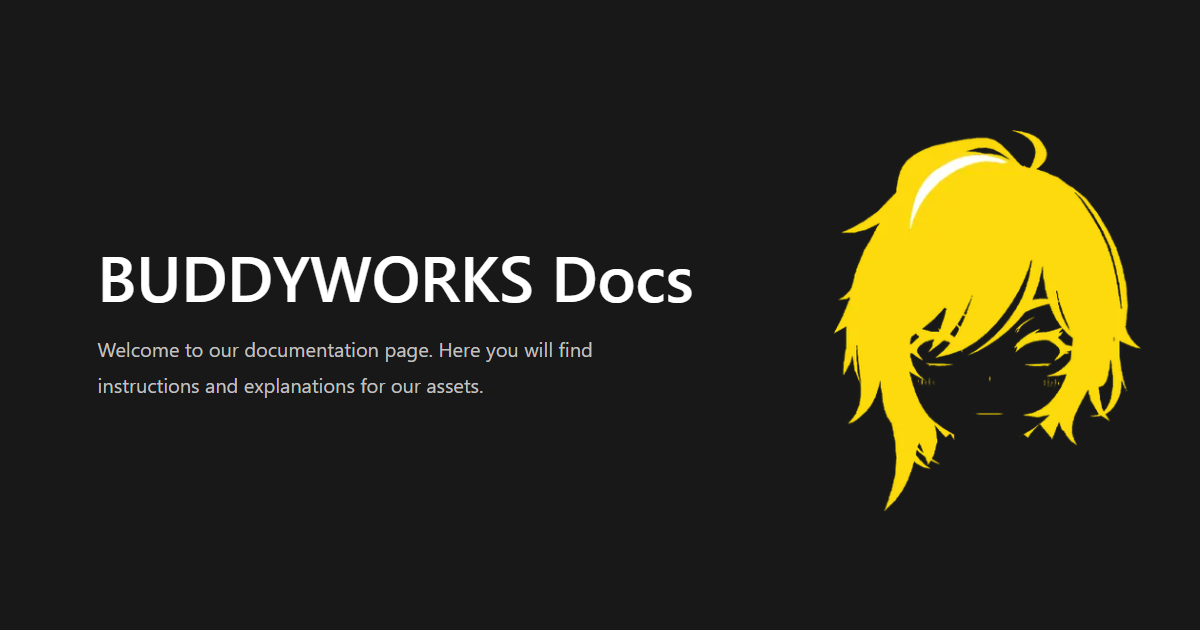 BUDDYWORKS Docs
Welcome to our documentation page. Here you will find
instructions and explanations for our assets.